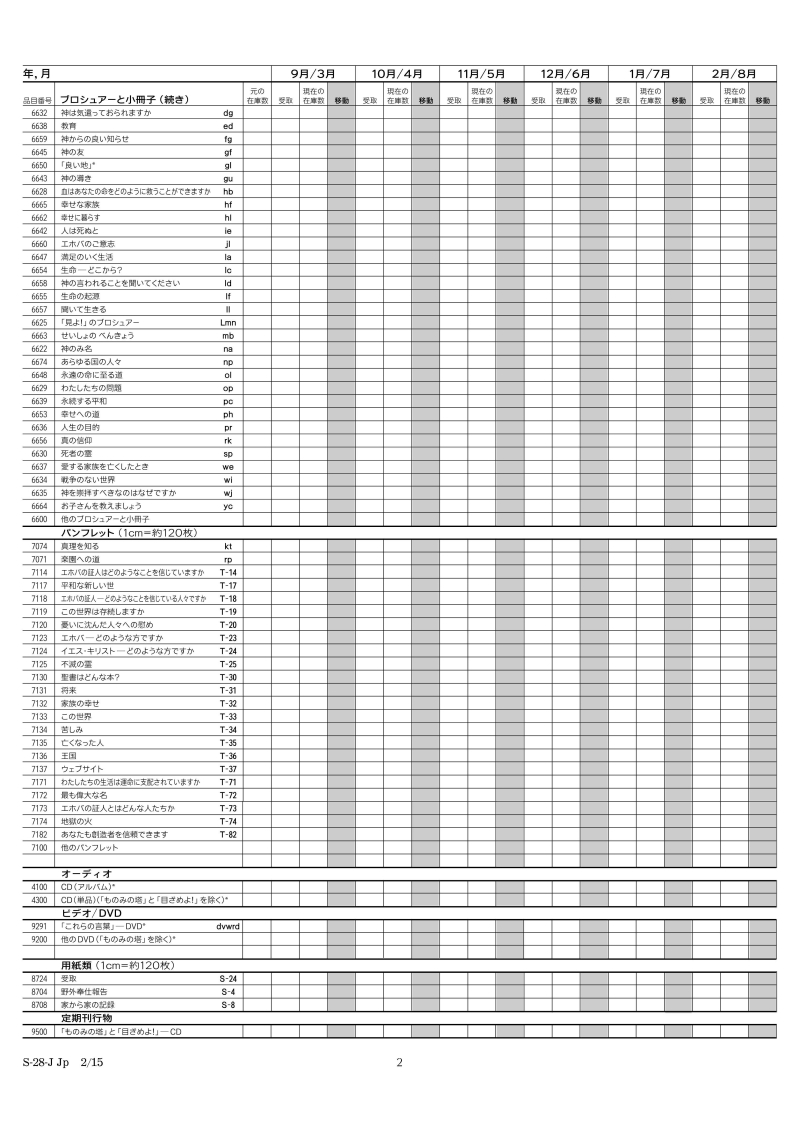 年, 月 9月/3月 10月/4月 11月/5月 12月/6月 1月/7月 2月/8月
品目番号 ブロシュアーと小冊子（続き） 元の在庫数 受取 現在の在庫数 移動 受取 現在の在庫数 移動 受取 現在の在庫数 移動 受取 現在の在庫数 移動 受取 現在の在庫数 移動 受取 現在の在庫数 移動
6632 神は気遣っておられますか dg
6638 教育 ed
6659 神からの良い知らせ fg
6645 神の友 gf
6650 「良い地」* gl
6643 神の導き gu
6628 血はあなたの命をどのように救うことができますか hb
6665 幸せな家族 hf
6662 幸せに暮らす hl
6642 人は死ぬと ie
6660 エホバのご意志 jl
6647 満足のいく生活 la
6654 生命 ― どこから? lc
6658 神の言われることを聞いてください ld
6655 生命の起源 lf
6657 聞いて生きる ll
6625 「見よ!」のブロシュアー Lmn
6663 せいしょの べんきょう mb
6622 神のみ名 na
6674 あらゆる国の人々 np
6648 永遠の命に至る道 ol
6629 わたしたちの問題 op
6639 永続する平和 pc
6653 幸せへの道 ph
6636 人生の目的 pr
6656 真の信仰 rk
6630 死者の霊 sp
6637 愛する家族を亡くしたとき we
6634 戦争のない世界 wi
6635 神を崇拝すべきなのはなぜですか wj
6664 お子さんを教えましょう yc
6600 他のブロシュアーと小冊子
パンフレット（1cm＝約120枚）
7074 真理を知る kt
7071 楽園への道 rp
7114 エホバの証人はどのようなことを信じていますか T-14
7117 平和な新しい世 T-17
7118 エホバの証人 ― どのようなことを信じている人々ですか T-18
7119 この世界は存続しますか T-19
7120 憂いに沈んだ人々への慰め T-20
7123 エホバ ― どのような方ですか T-23
7124 イエス・キリスト ― どのような方ですか T-24
7125 不滅の霊 T-25
7130 聖書はどんな本? T-30
7131 将来 T-31
7132 家族の幸せ T-32
7133 この世界 T-33
7134 苦しみ T-34
7135 亡くなった人 T-35
7136 王国 T-36
7137 ウェブサイト T-37
7171 わたしたちの生活は運命に支配されていますか T-71
7172 最も偉大な名 T-72
7173 エホバの証人とはどんな人たちか T-73
7174 地獄の火 T-74
7182 あなたも創造者を信頼できます T-82
7100 他のパンフレット
オーディオ
4100 CD（アルバム）*
4300 CD（単品）（「ものみの塔」と「目ざめよ!」を除く）*
ビデオ/DVD
9291 「これらの言葉」― DVD* dvwrd
9200 他のDVD（「ものみの塔」を除く）*
用紙類（1cm＝約120枚）
8724 受取 S-24
8704 野外奉仕報告 S-4
8708 家から家の記録 S-8
定期刊行物
9500 「ものみの塔」と「目ざめよ!」― CD
S-28-J Jp 2/15 2